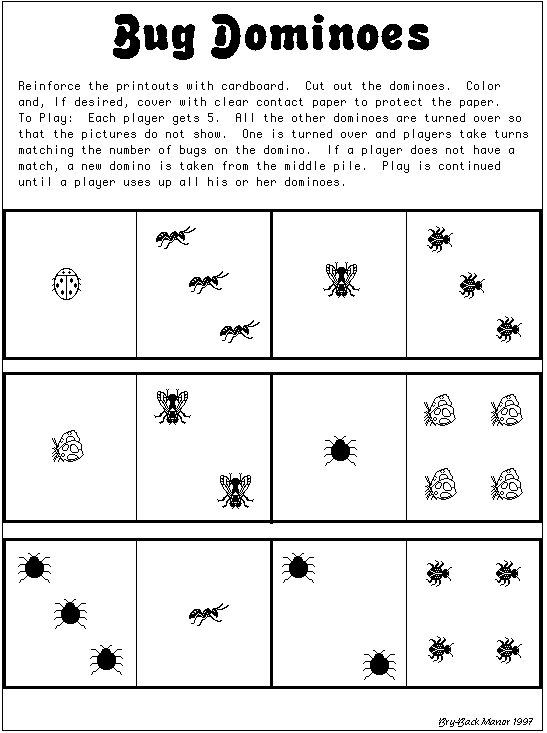 Bug Dominoes
Reinforce the printouts with cardboard. Cut out the dominoes. Color
and, If desired, cover with clear contact paper to protect the paper.
To Play: Each player gets 5. All the other dominoes are turned over so
that the pictures do not show. One is turned over and players take turns
matching the number of bugs on the domino. If a player does not have a
match, a new domino is taken from the middle pile. Play is continued
until a player uses up all his or her dominoes.
Bry-Back Manor 1997